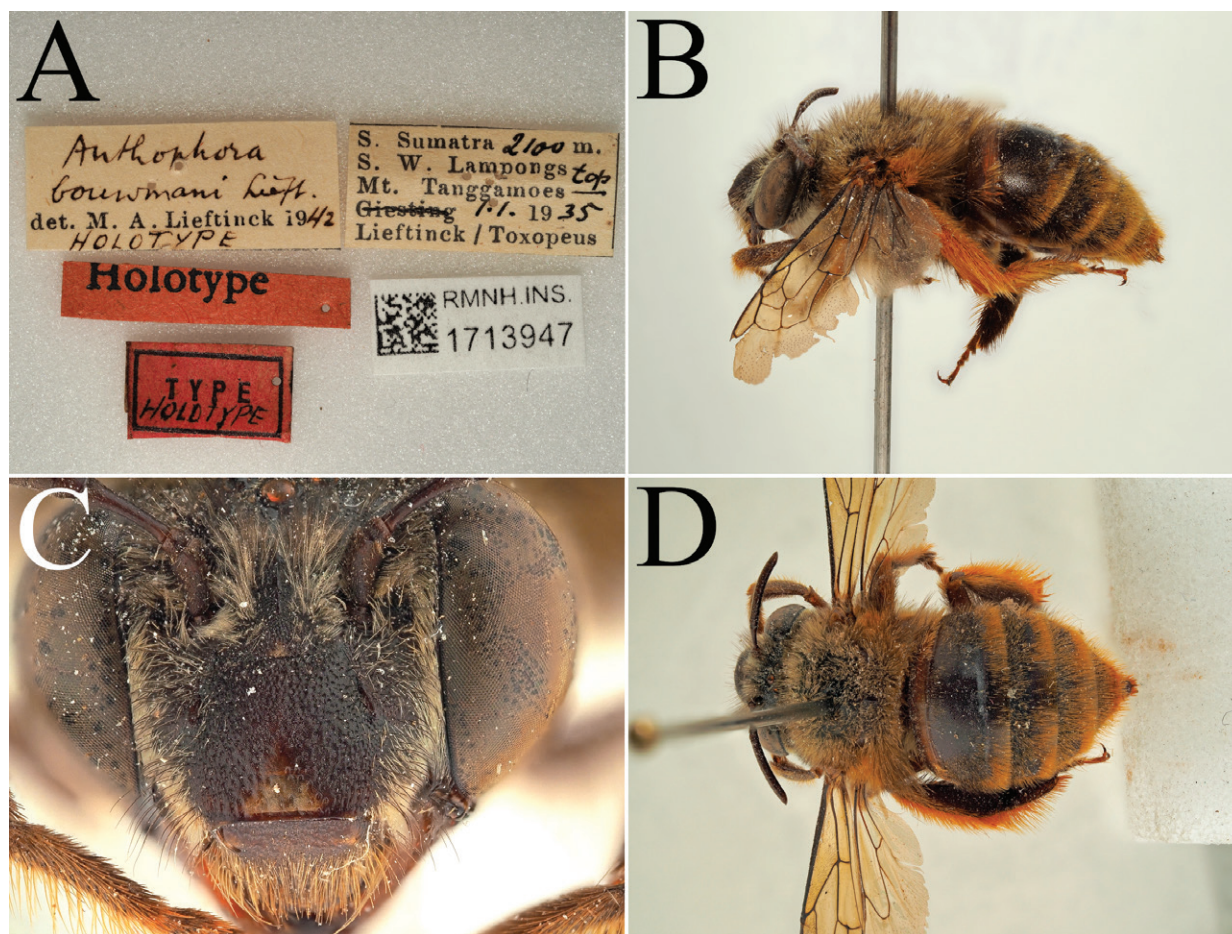 A
Anthophora
bouwmani Lieft.
det. M. A. Lieftinck 1942
HOLOTYPE
S. Sumatra 2100 m.
S. W. Lampongs top
Mt. Tanggamoes
Giesting 1.1. 1935
Lieftinck / Toxopeus
Holotype
RMNH.INS.
1713947
TYPE
HOLOTYPE
B
C
D